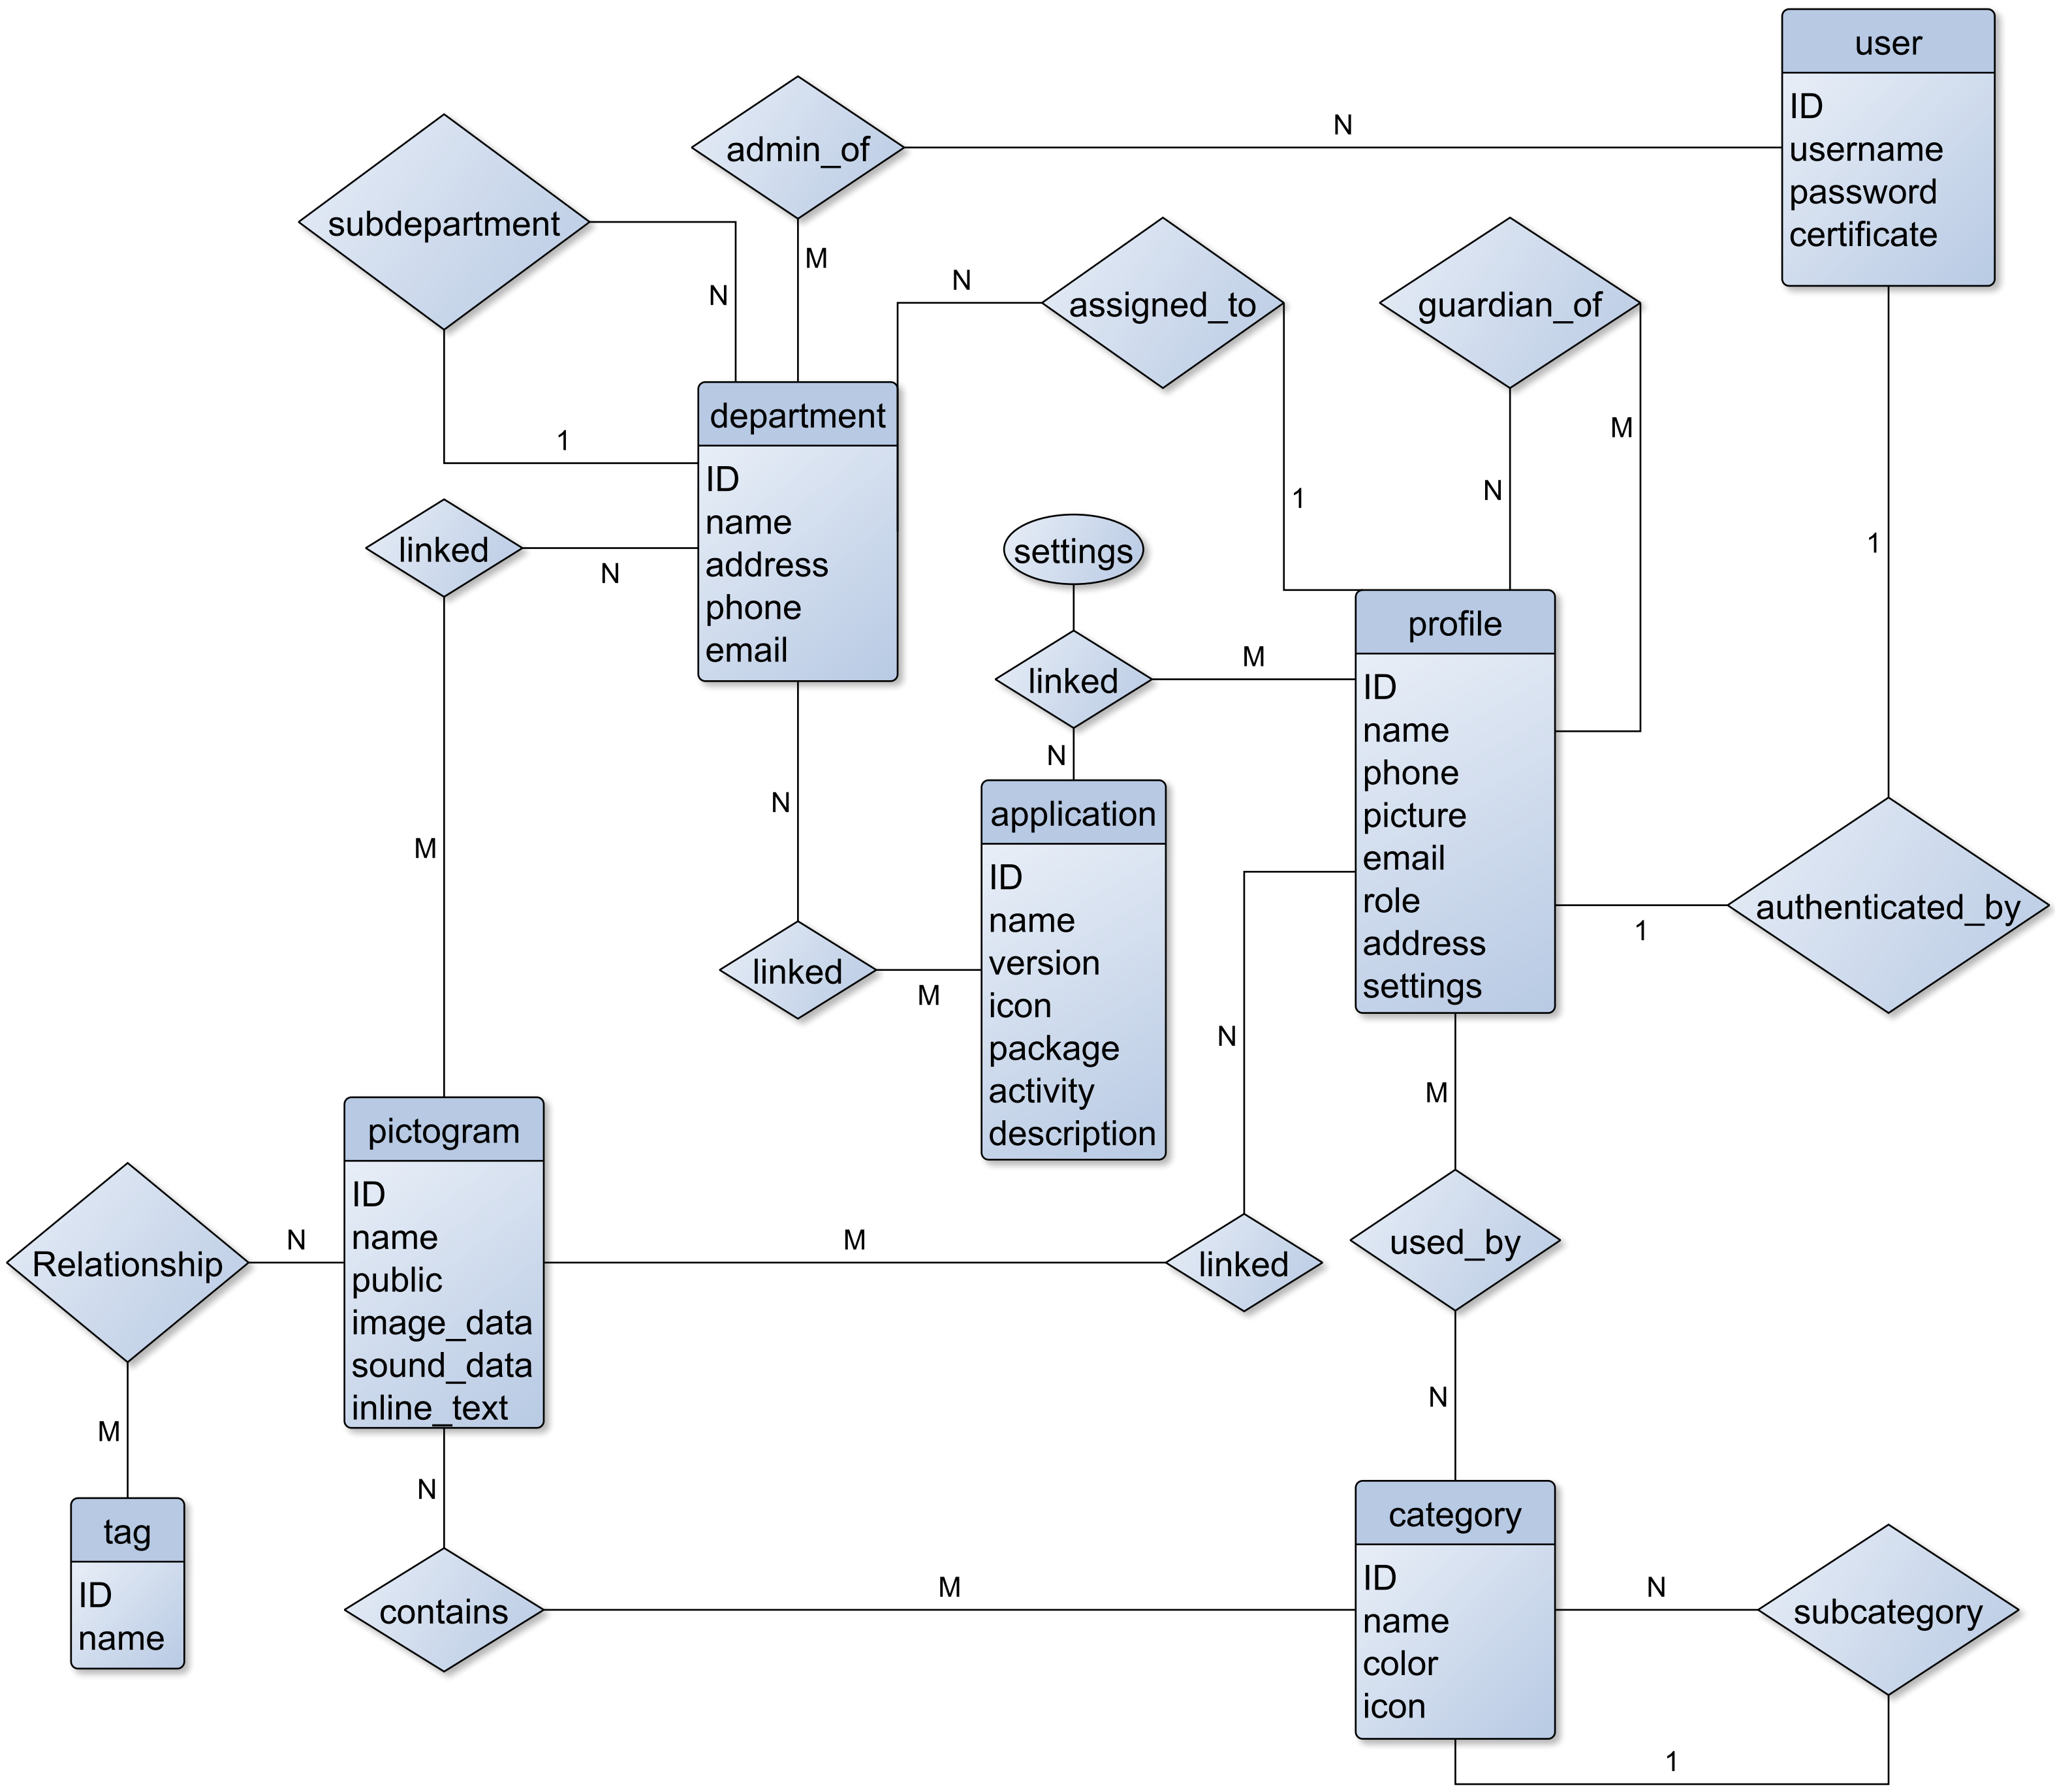 user
ID
username
password
certificate
N
admin_of
M
subdepartment
N
1
N
assigned_to
1
guardian_of
M
N
1
department
ID
name
address
phone
email
linked
N
M
settings
linked
M
N
profile
ID
name
phone
picture
email
role
address
settings
application
ID
name
version
icon
package
activity
description
N
linked
M
1
authenticated_by
N
M
pictogram
ID
name
public
image_data
sound_data
inline_text
Relationship
N
M
M
linked
used_by
N
tag
ID
name
N
contains
M
category
ID
name
color
icon
N
subcategory
1